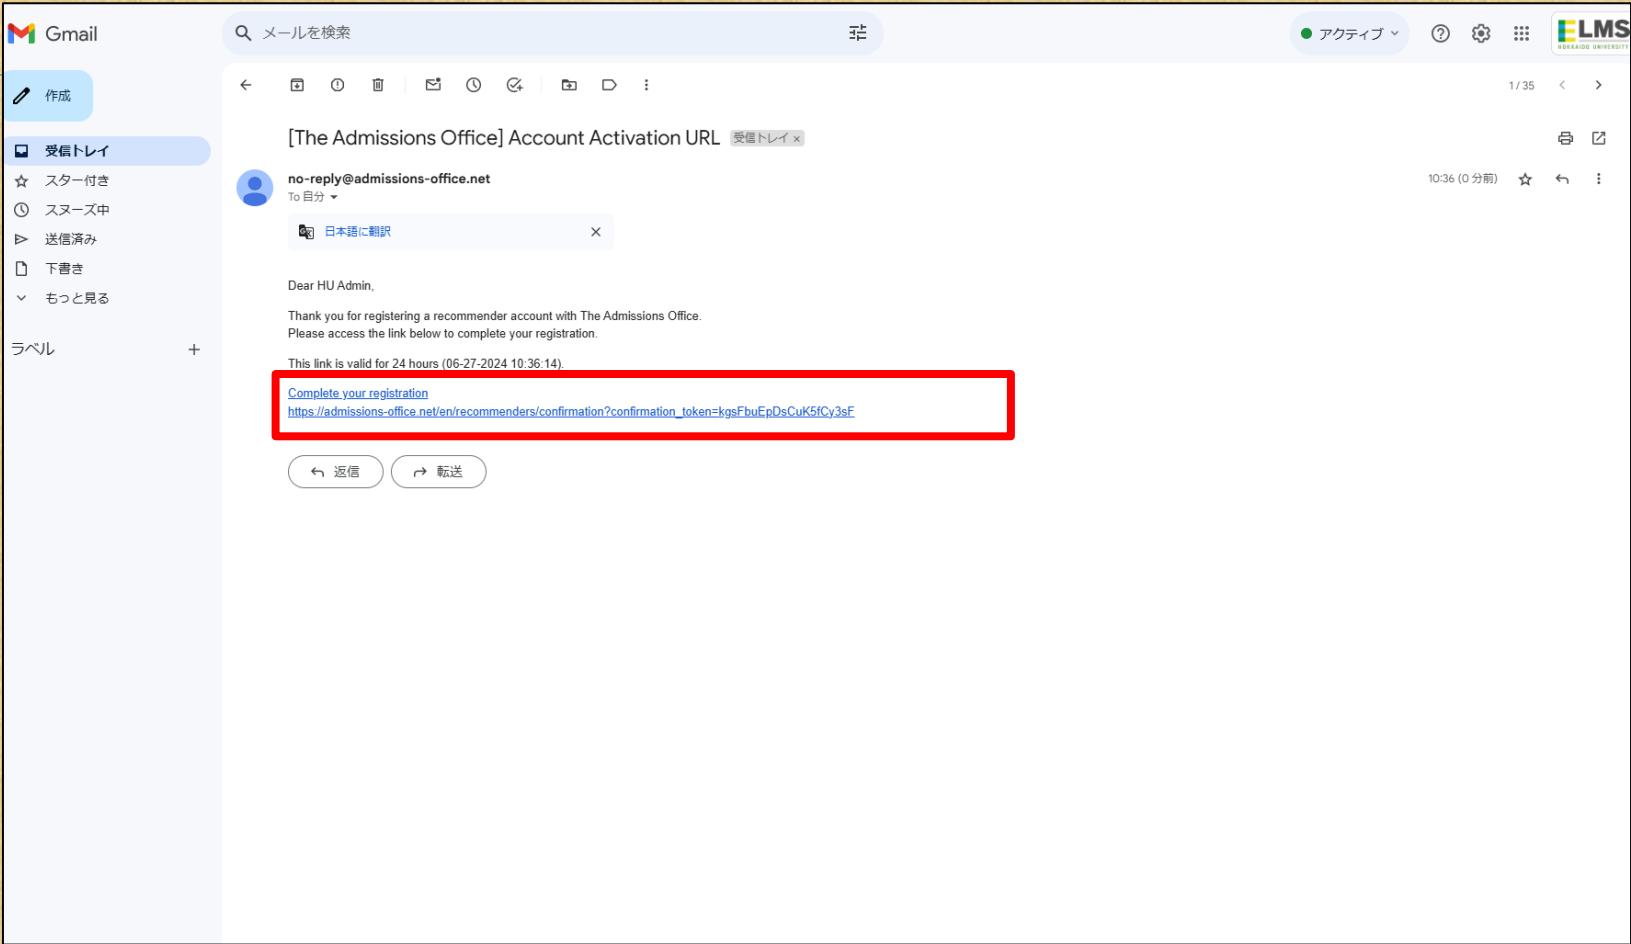 Gmail
メールを検索
アクティブ
ELMS
HOKKAIDO UNIVERSITY
作成
1 / 35
[The Admissions Office] Account Activation URL 受信トレイ ×
受信トレイ
スター付き
スヌーズ中
送信済み
下書き
もっと見る
ラベル
no-reply@admissions-office.net
10:36 (0 分前)
To 自分
日本語に翻訳
Dear HU Admin,
Thank you for registering a recommender account with The Admissions Office.
Please access the link below to complete your registration.
This link is valid for 24 hours (06-27-2024 10:36:14).
Complete your registration
https://admissions-office.net/en/recommenders/confirmation?confirmation_token=kgsFbuEpDsCuK5fCy3sF
返信
転送